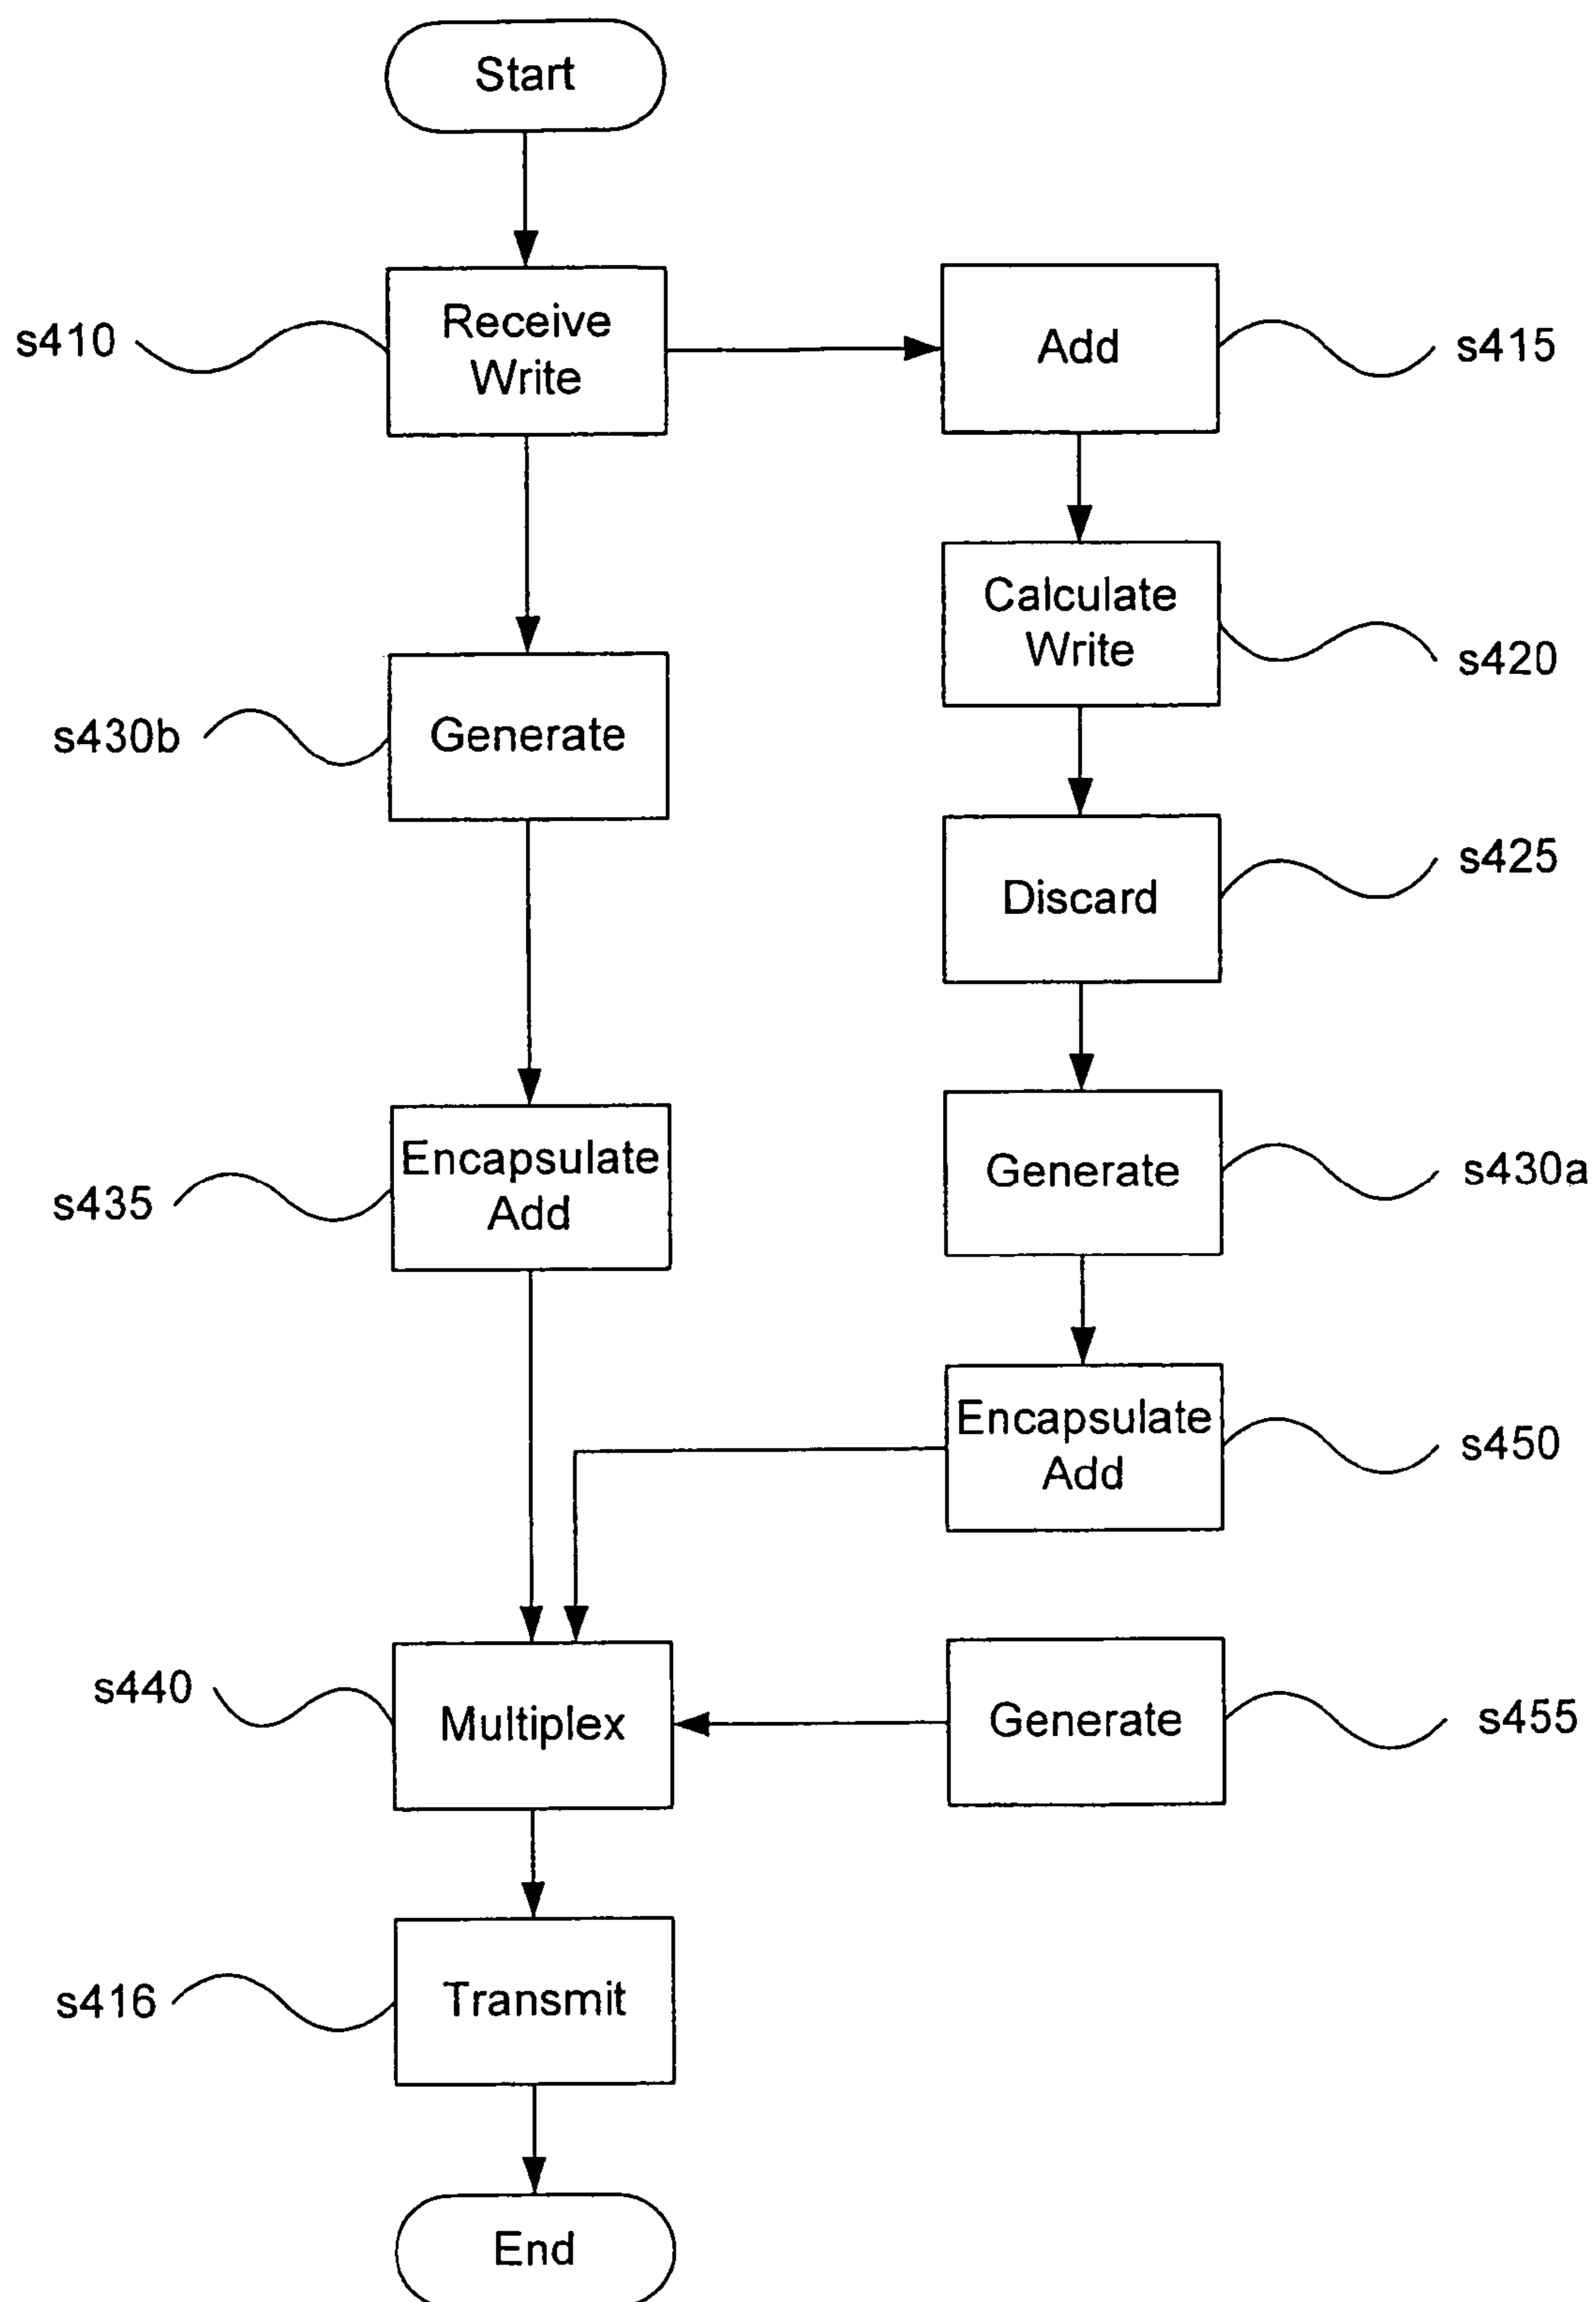 Start
s410
Receive
Write
Add
s415
Calculate
Write
s420
s430b
Generate
Discard
s425
s435
Encapsulate
Add
Generate
s430a
Encapsulate
Add
s450
s440
Multiplex
Generate
s455
s416
Transmit
End